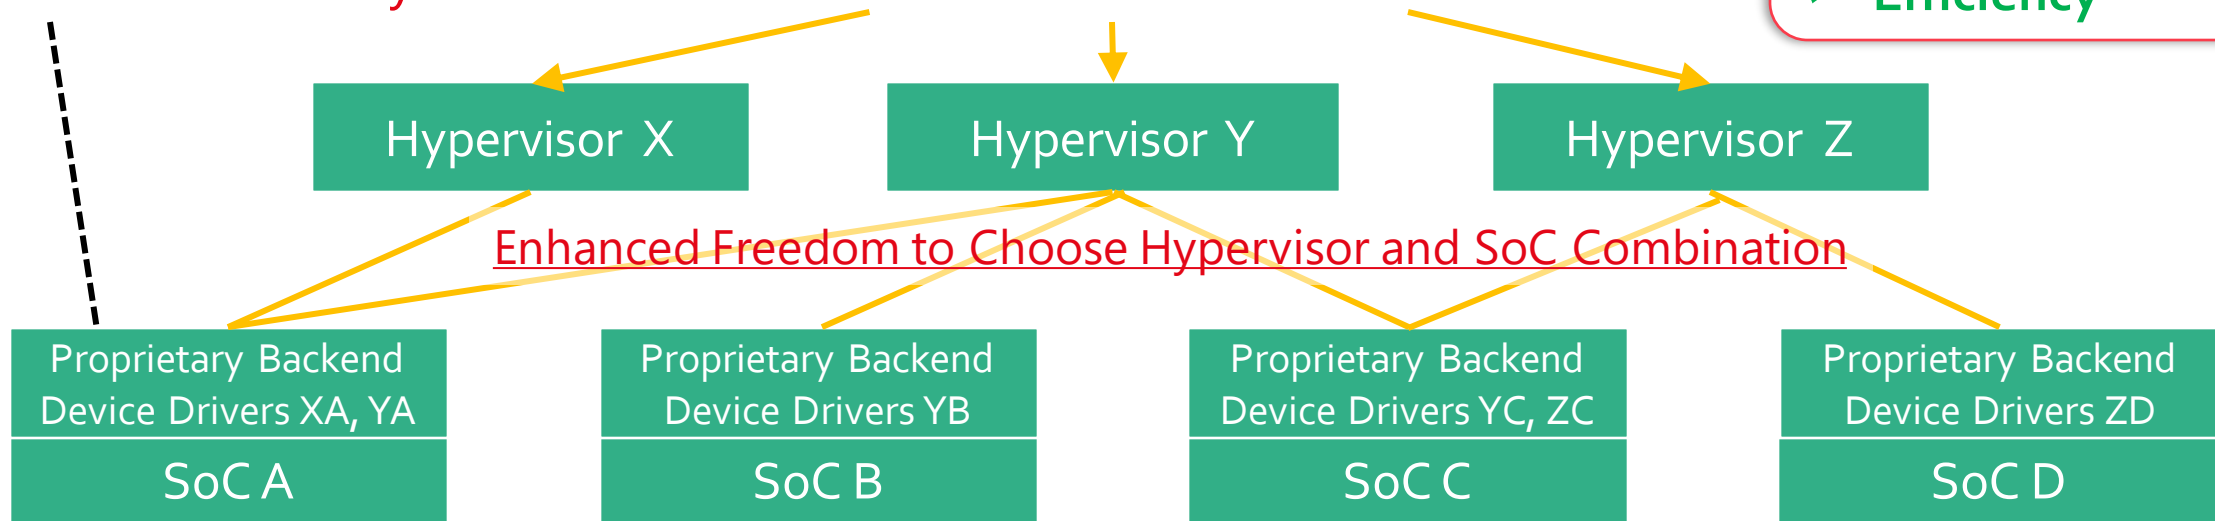 Efficiency
Hypervisor X
Hypervisor Y
Hypervisor Z
Enhanced Freedom to Choose Hypervisor and SoC Combination
Proprietary Backend
Device Drivers XA, YA
SoC A
Proprietary Backend
Device Drivers YB
SoC B
Proprietary Backend
Device Drivers YC, ZC
SoC C
Proprietary Backend
Device Drivers ZD
SoC D